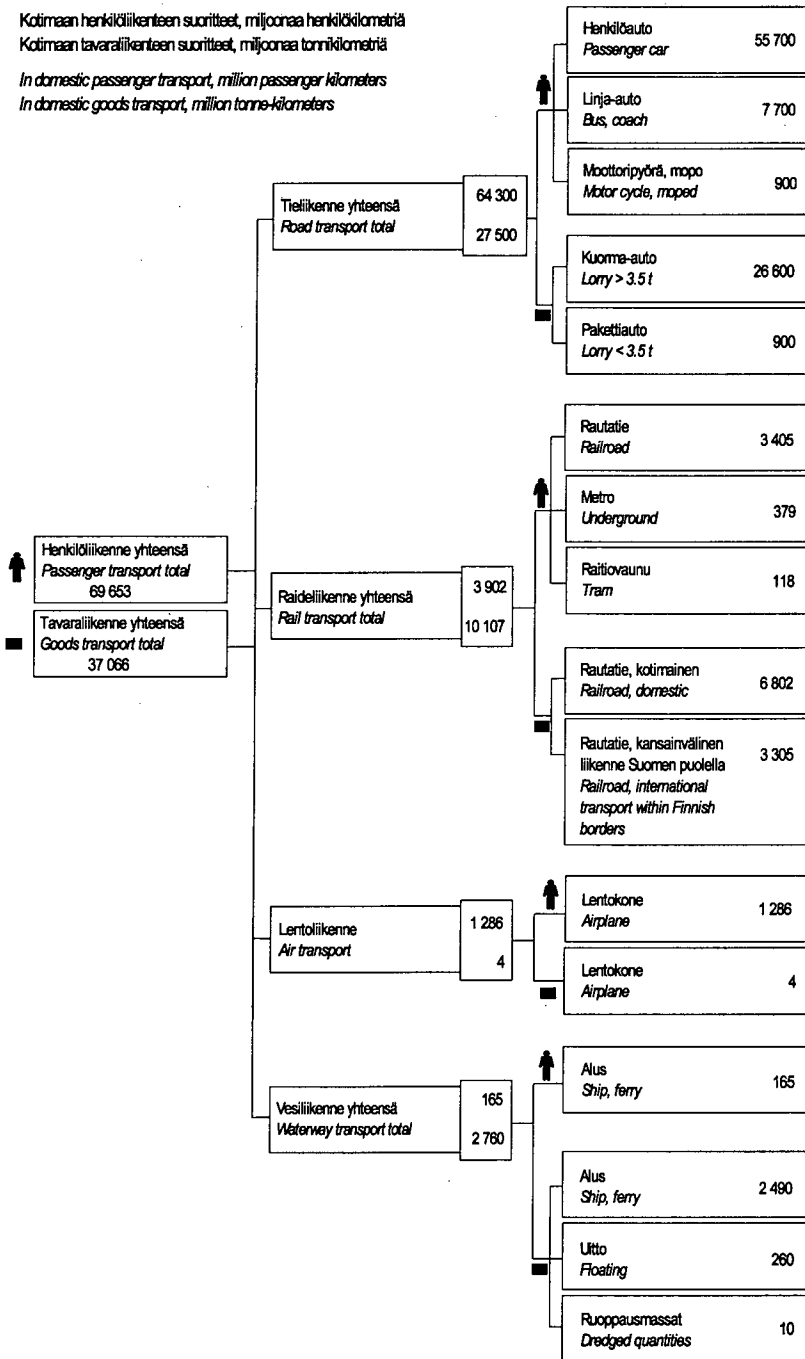 Kotimaan henkilöliikenteen suoritteet, miljoonaa henkilökilometriä
Kotimaan tavaraliikenteen suoritteet, miljoonaa tonnikilometriä
In domestic passenger transport, million passenger kilometers
In domestic goods transport, million tonne-kilometers
Henkilöliikenne yhteensä
Passenger transport total
69 653
Tavaraliikenne yhteensä
Goods transport total
37 066
Tieliikenne yhteensä
Road transport total
64 300
27 500
Henkilöauto
Passenger car
55 700
Linja-auto
Bus, coach
7 700
Moottoripyörä, mopo
Motor cycle, moped
900
Kuorma-auto
Lorry > 3.5 t
26 600
Pakettiauto
Lorry < 3.5 t
900
Raideliikenne yhteensä
Rail transport total
3 902
10 107
Rautatie
Railroad
3 405
Metro
Underground
379
Raitiovaunu
Tram
118
Rautatie, kotimainen
Railroad, domestic
6 802
Rautatie, kansainvälinen
liikenne Suomen puolella
Railroad, international
transport within Finnish
borders
3 305
Lentoliikenne
Air transport
1 286
4
Lentokone
Airplane
1 286
Lentokone
Airplane
4
Vesiliikenne yhteensä
Waterway transport total
165
2 760
Alus
Ship, ferry
165
Alus
Ship, ferry
2 490
Uitto
Floating
260
Ruoppausmassat
Dredged quantities
10